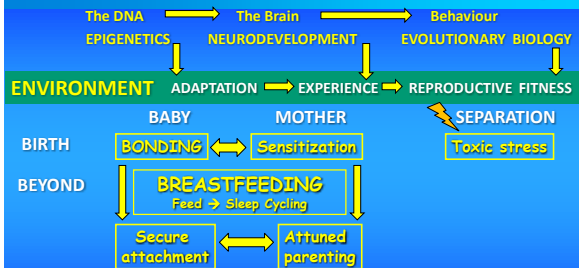 The DNA The Brain Behaviour
EPIGENETICS NEURODEVELOPMENT EVOLUTIONARY BIOLOGY
ENVIRONMENT ADAPTATION EXPERIENCE REPRODUCTIVE FITNESS
BABY MOTHER SEPARATION
BIRTH BONDING Sensitization Toxic stress
BEYOND BREASTFEEDING
Feed → Sleep Cycling
Secure attachment Attuned parenting